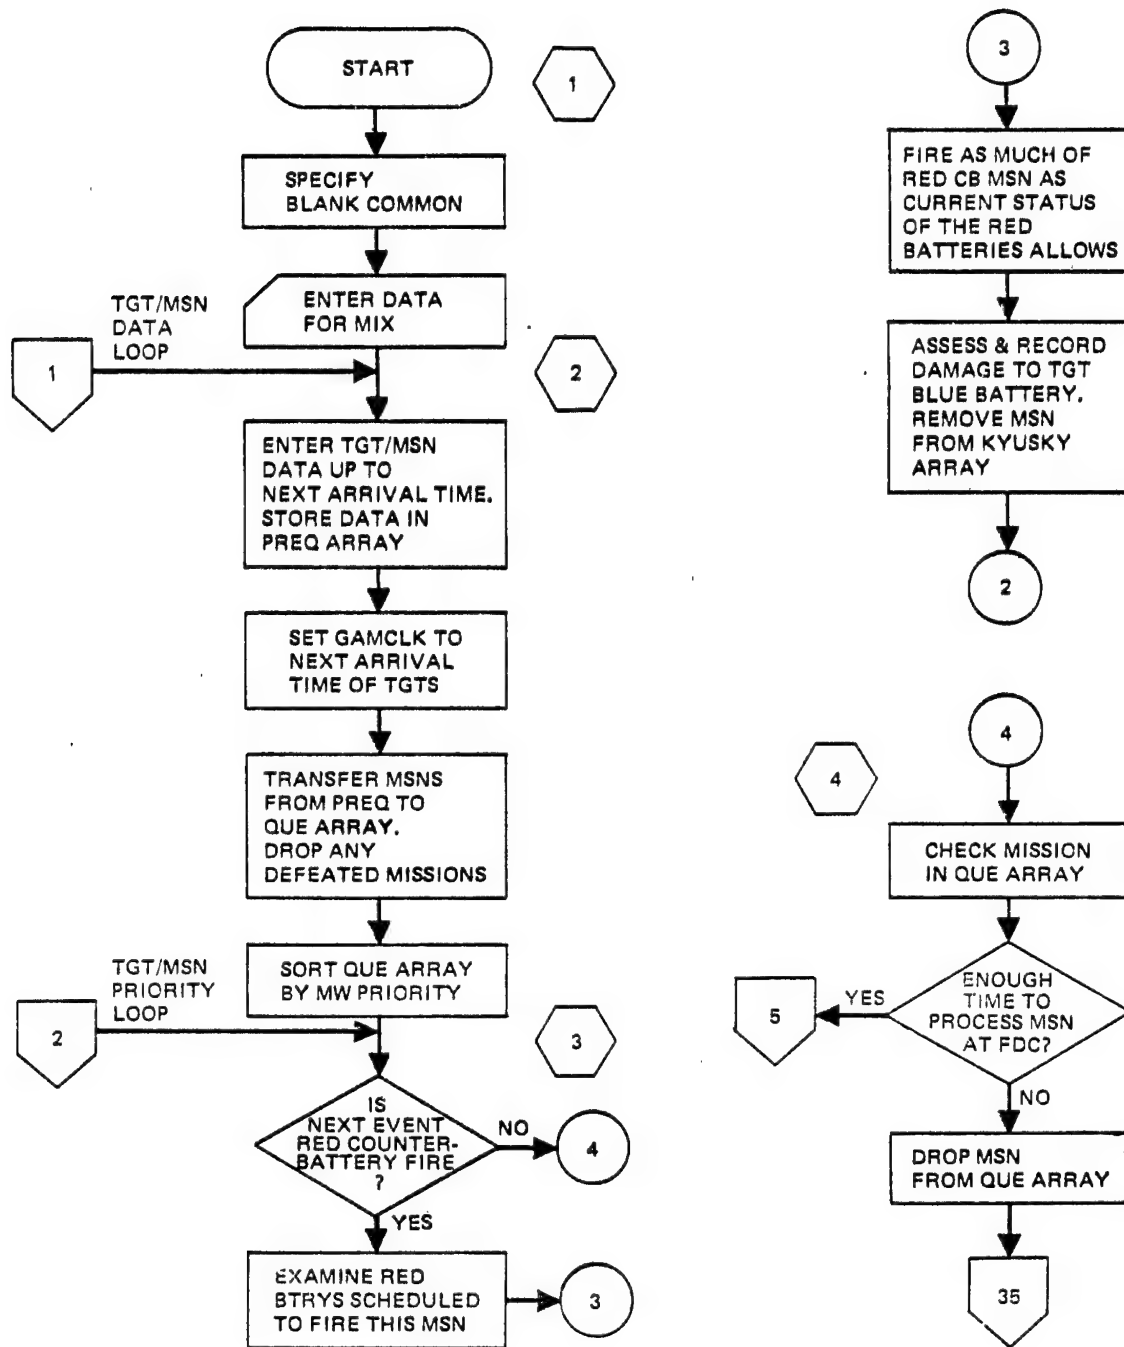 START
1
SPECIFY
BLANK COMMON
ENTER DATA
FOR MIX
TGT/MSN
DATA
LOOP
1
2
ENTER TGT/MSN
DATA UP TO
NEXT ARRIVAL TIME.
STORE DATA IN
PREQ ARRAY
SET GAMCLK TO
NEXT ARRIVAL
TIME OF TGTS
TRANSFER MSNS
FROM PREQ TO
QUE ARRAY.
DROP ANY
DEFEATED MISSIONS
SORT QUE ARRAY
BY MW PRIORITY
TGT/MSN
PRIORITY
LOOP
2
3
IS
NEXT EVENT
RED COUNTER-
BATTERY FIRE
?
NO
4
YES
EXAMINE RED
BTRYS SCHEDULED
TO FIRE THIS MSN
3
3
FIRE AS MUCH OF
RED CB MSN AS
CURRENT STATUS
OF THE RED
BATTERIES ALLOWS
ASSESS & RECORD
DAMAGE TO TGT
BLUE BATTERY.
REMOVE MSN
FROM KYUSKY
ARRAY
2
4
4
CHECK MISSION
IN QUE ARRAY
ENOUGH
TIME TO
PROCESS MSN
AT FDC?
YES
5
NO
DROP MSN
FROM QUE ARRAY
35